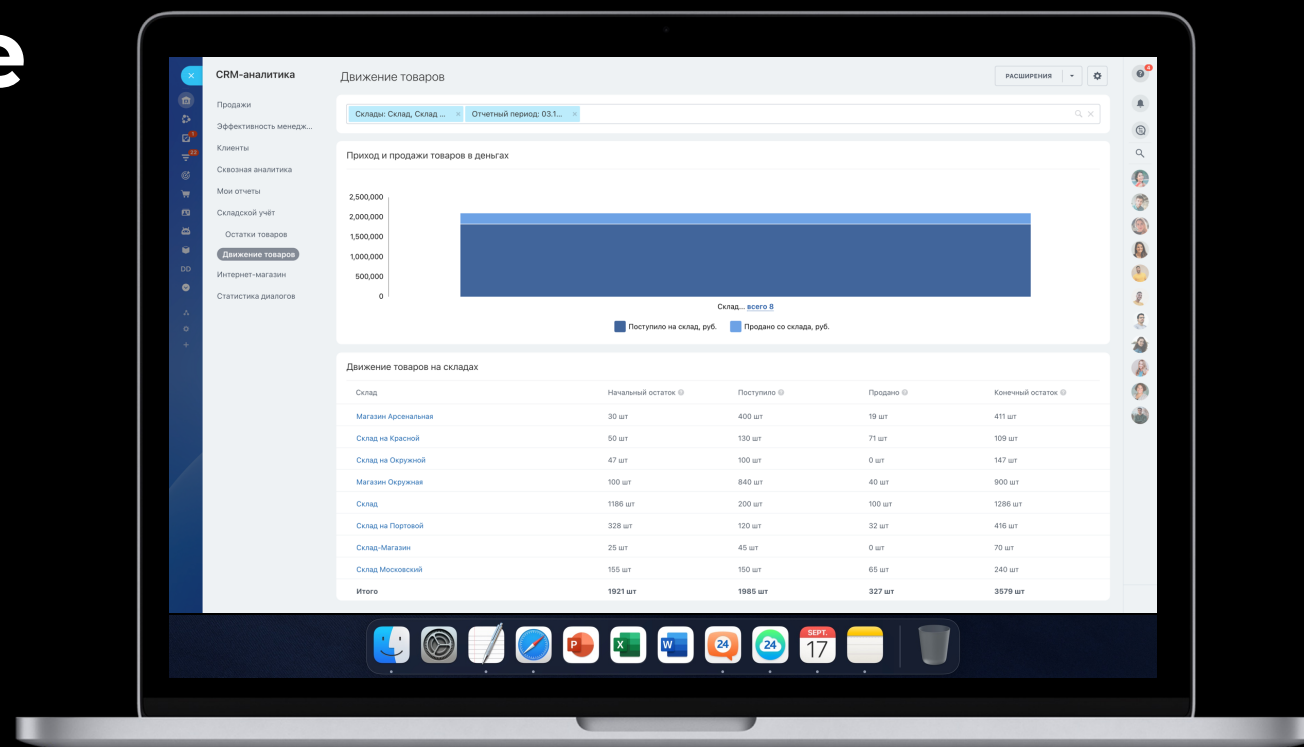 e
CRM-аналитика
Движение товаров
РАСШИРЕНИЯ
4
Продажи
Эффективность менедж...
Клиенты
Сквозная аналитика
Мои отчеты
Складской учёт
Остатки товаров
Движение товаров
Интернет-магазин
Статистика диалогов
1
23
DD
Склады: Склад, Склад ... × Отчетный период: 03.1... ×
Приход и продажи товаров в деньгах
2,500,000
2,000,000
1,500,000
1,000,000
500,000
0
Склад... всего 8
Поступило на склад, руб. Продано со склада, руб.
Движение товаров на складах
Склад Начальный остаток Поступило Продано Конечный остаток
Магазин Арсенальная 30 шт 400 шт 19 шт 411 шт
Склад на Красной 50 шт 130 шт 71 шт 109 шт
Склад на Окружной 47 шт 100 шт 0 шт 147 шт
Магазин Окружная 100 шт 840 шт 40 шт 900 шт
Склад 1186 шт 200 шт 100 шт 1286 шт
Склад на Портовой 328 шт 120 шт 32 шт 416 шт
Склад-Магазин 25 шт 45 шт 0 шт 70 шт
Склад Московский 155 шт 150 шт 65 шт 240 шт
Итого 1921 шт 1985 шт 327 шт 3579 шт
P X W 24 24 SEPT. 17